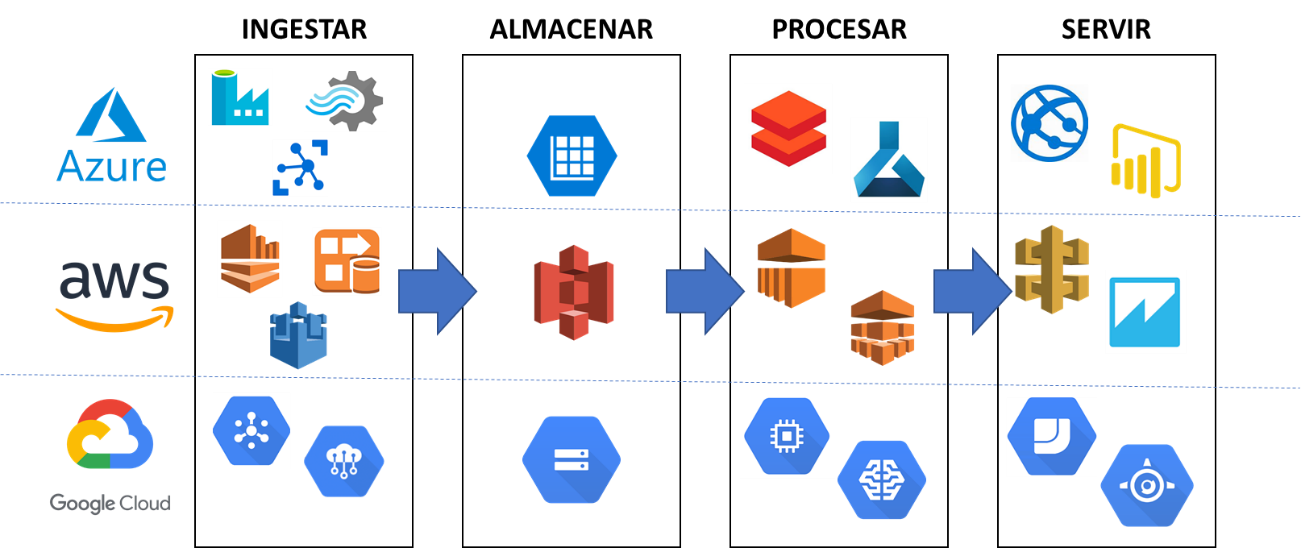 INGESTAR
ALMACENAR
PROCESAR
SERVIR
Azure
aws
Google Cloud